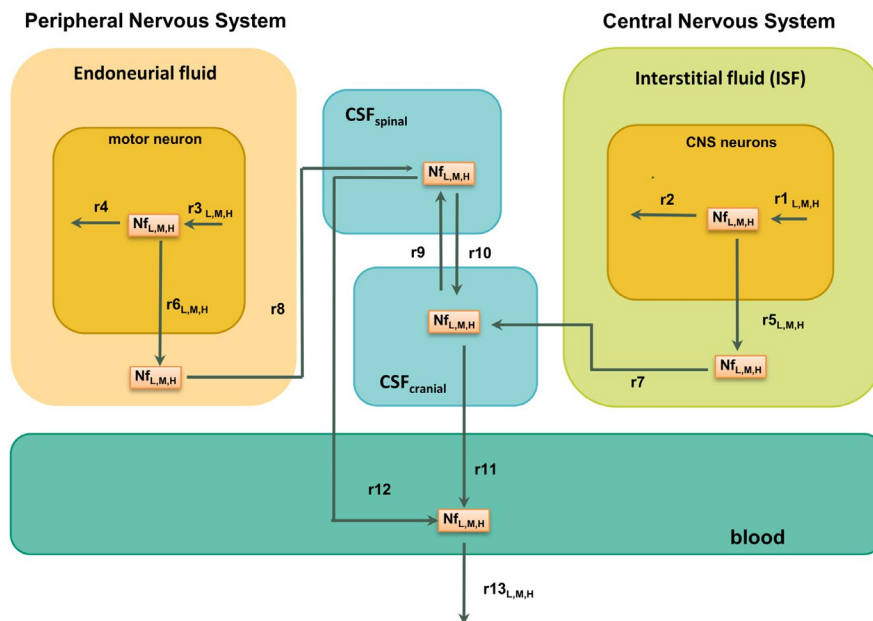 Peripheral Nervous System
Central Nervous System
Endoneurial fluid
motor neuron
r4
r3 L,M,H
NfL,M,H
r6L,M,H
NfL,M,H
r8
CSFspinal
NfL,M,H
r9
r10
NfL,M,H
CSFcranial
Interstitial fluid (ISF)
CNS neurons
r2
r1 L,M,H
NfL,M,H
r5L,M,H
NfL,M,H
r7
r11
r12
NfL,M,H
blood
r13L,M,H